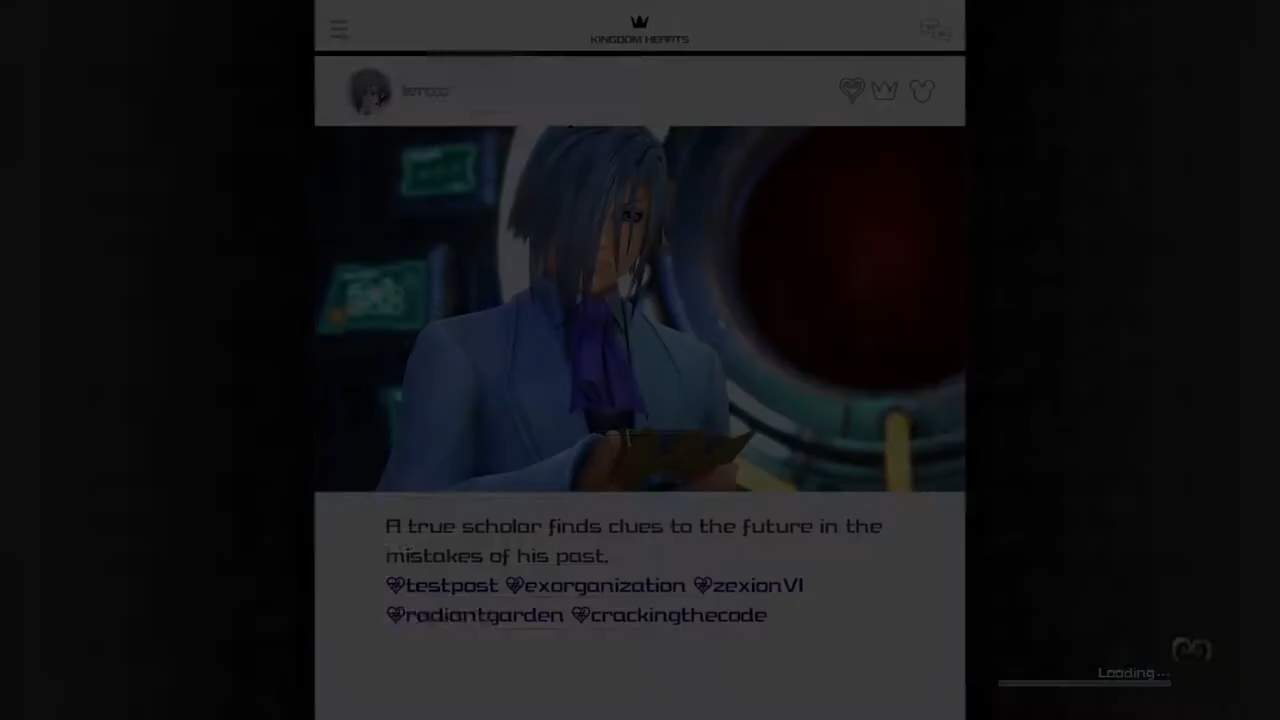 KINGDOM HEARTS
ienzo
A true scholar finds clues to the future in the
mistakes of his past.
testpost exorganization zexionVI
radiantgarden crackingthecode
Loading...